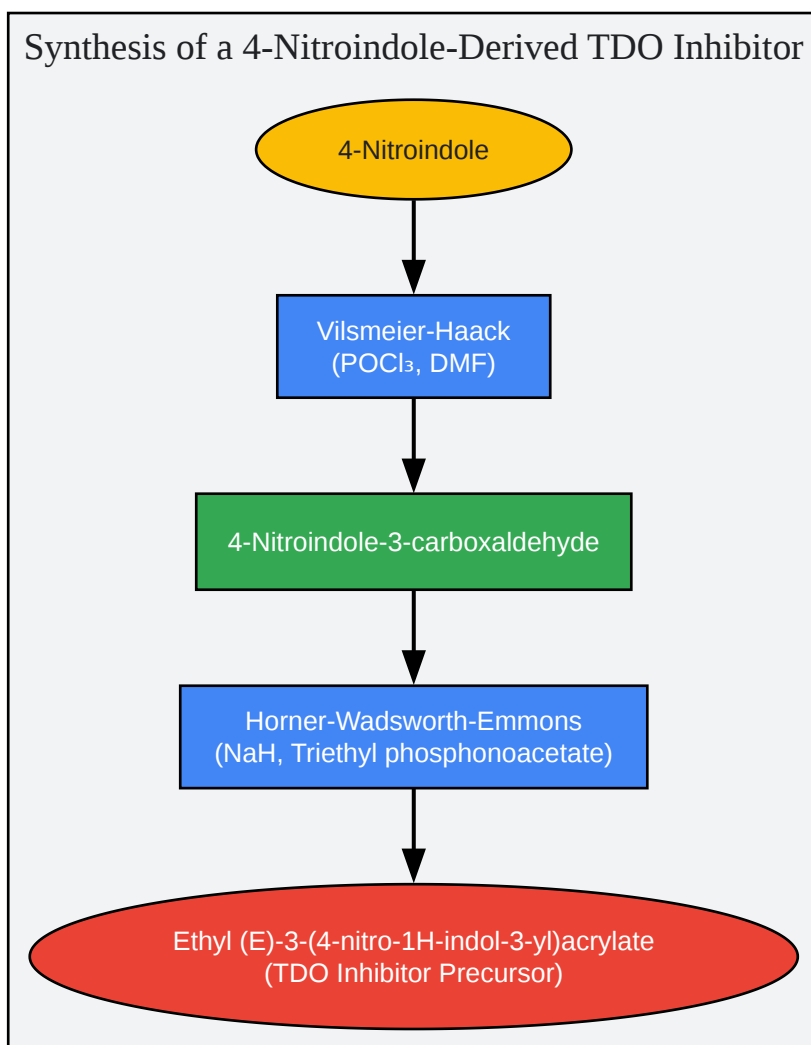 Synthesis of a 4-Nitroindole-Derived TDO Inhibitor
4-Nitroindole
Vilsmeier-Haack
(POCl₃, DMF)
4-Nitroindole-3-carboxaldehyde
Horner-Wadsworth-Emmons
(NaH, Triethyl phosphonoacetate)
Ethyl (E)-3-(4-nitro-1H-indol-3-yl)acrylate
(TDO Inhibitor Precursor)